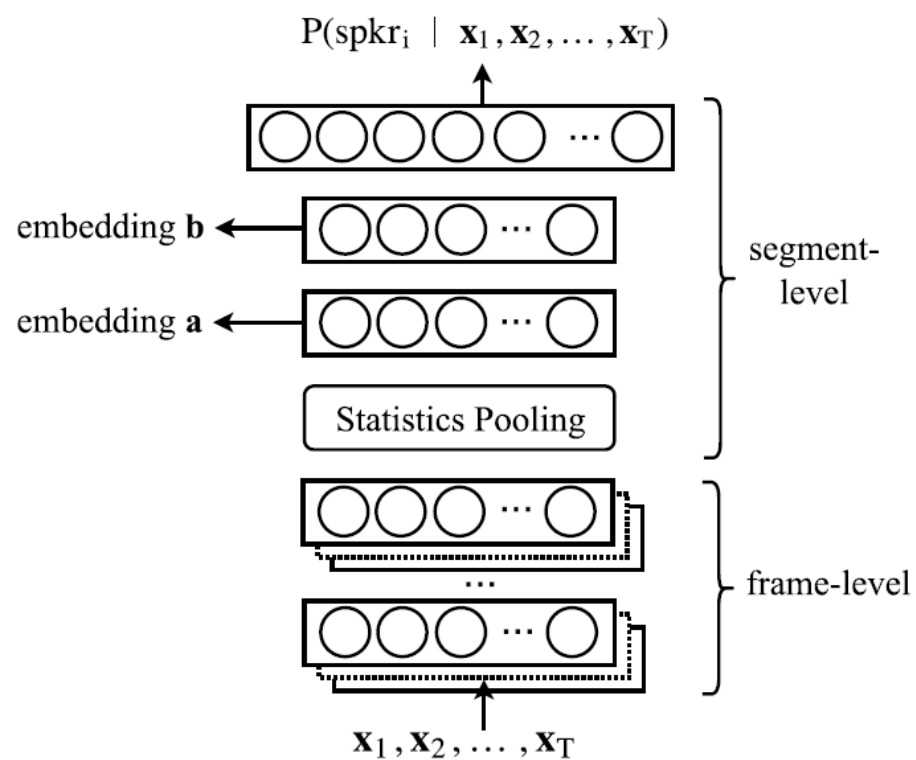 P(spkr_i | x_1, x_2, ... , x_T)
...
embedding b
...
segment-
level
embedding a
...
Statistics Pooling
...
...
frame-level
...
x_1, x_2, ... , x_T